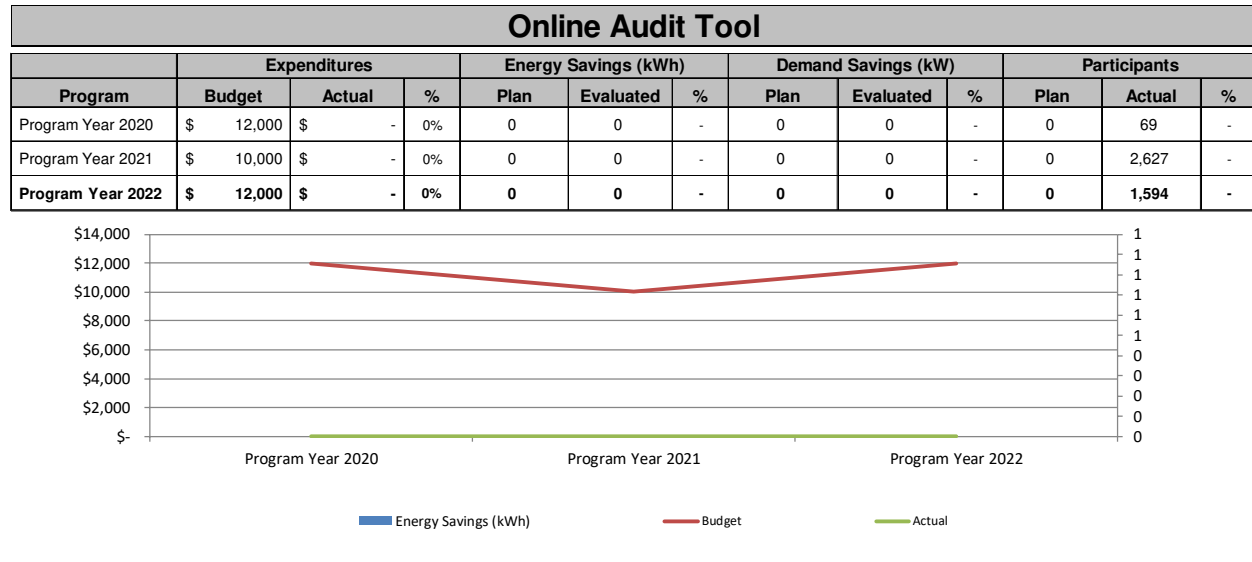 Online Audit Tool
Expenditures Energy Savings (kWh) Demand Savings (kW) Participants
Program Budget Actual % Plan Evaluated % Plan Evaluated % Plan Actual %
Program Year 2020 $ 12,000 $ - 0% 0 0 - 0 0 - 0 69 -
Program Year 2021 $ 10,000 $ - 0% 0 0 - 0 0 - 0 2,627 -
Program Year 2022 $ 12,000 $ - 0% 0 0 - 0 0 - 0 1,594 -
$14,000
$12,000
$10,000
$8,000
$6,000
$4,000
$2,000
$-
1
1
1
1
1
1
0
0
0
0
0
Program Year 2020 Program Year 2021 Program Year 2022
Energy Savings (kWh) Budget Actual